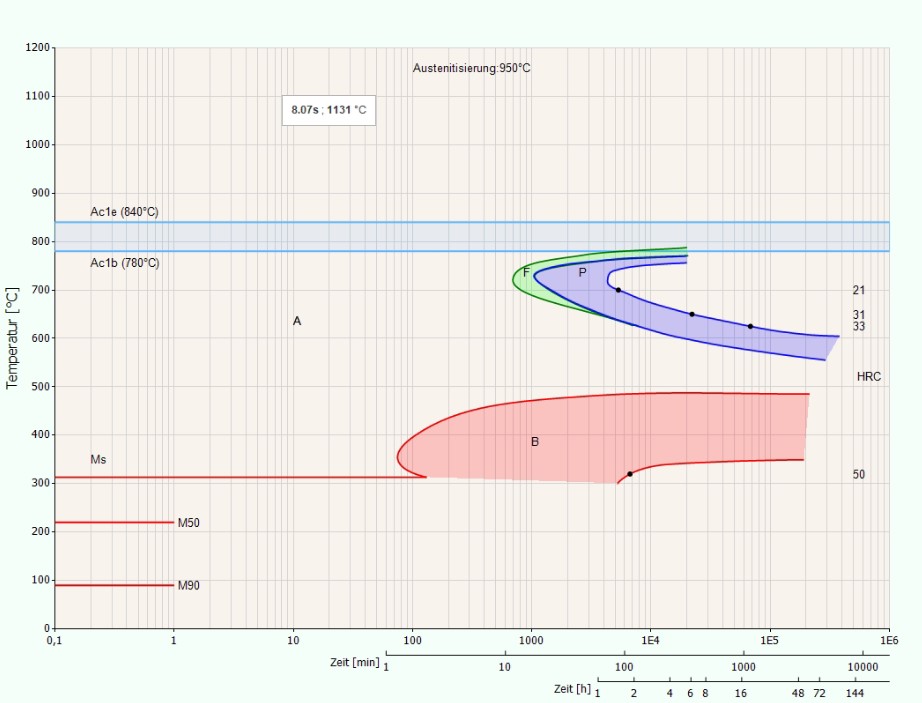 1200
Austenitisierung:950°C
1100
8.07s ; 1131 °C
1000
900
Ac1e (840°C)
800
Ac1b (780°C)
F
P
700
21
A
31
600
33
Temperatur [°C]
500
HRC
400
B
Ms
300
50
200
M50
100
M90
0
0,1 1 10 100 1000 1E4 1E5 1E6
Zeit [min] 1 10 100 1000 10000
Zeit [h] 1 2 4 6 8 16 48 72 144